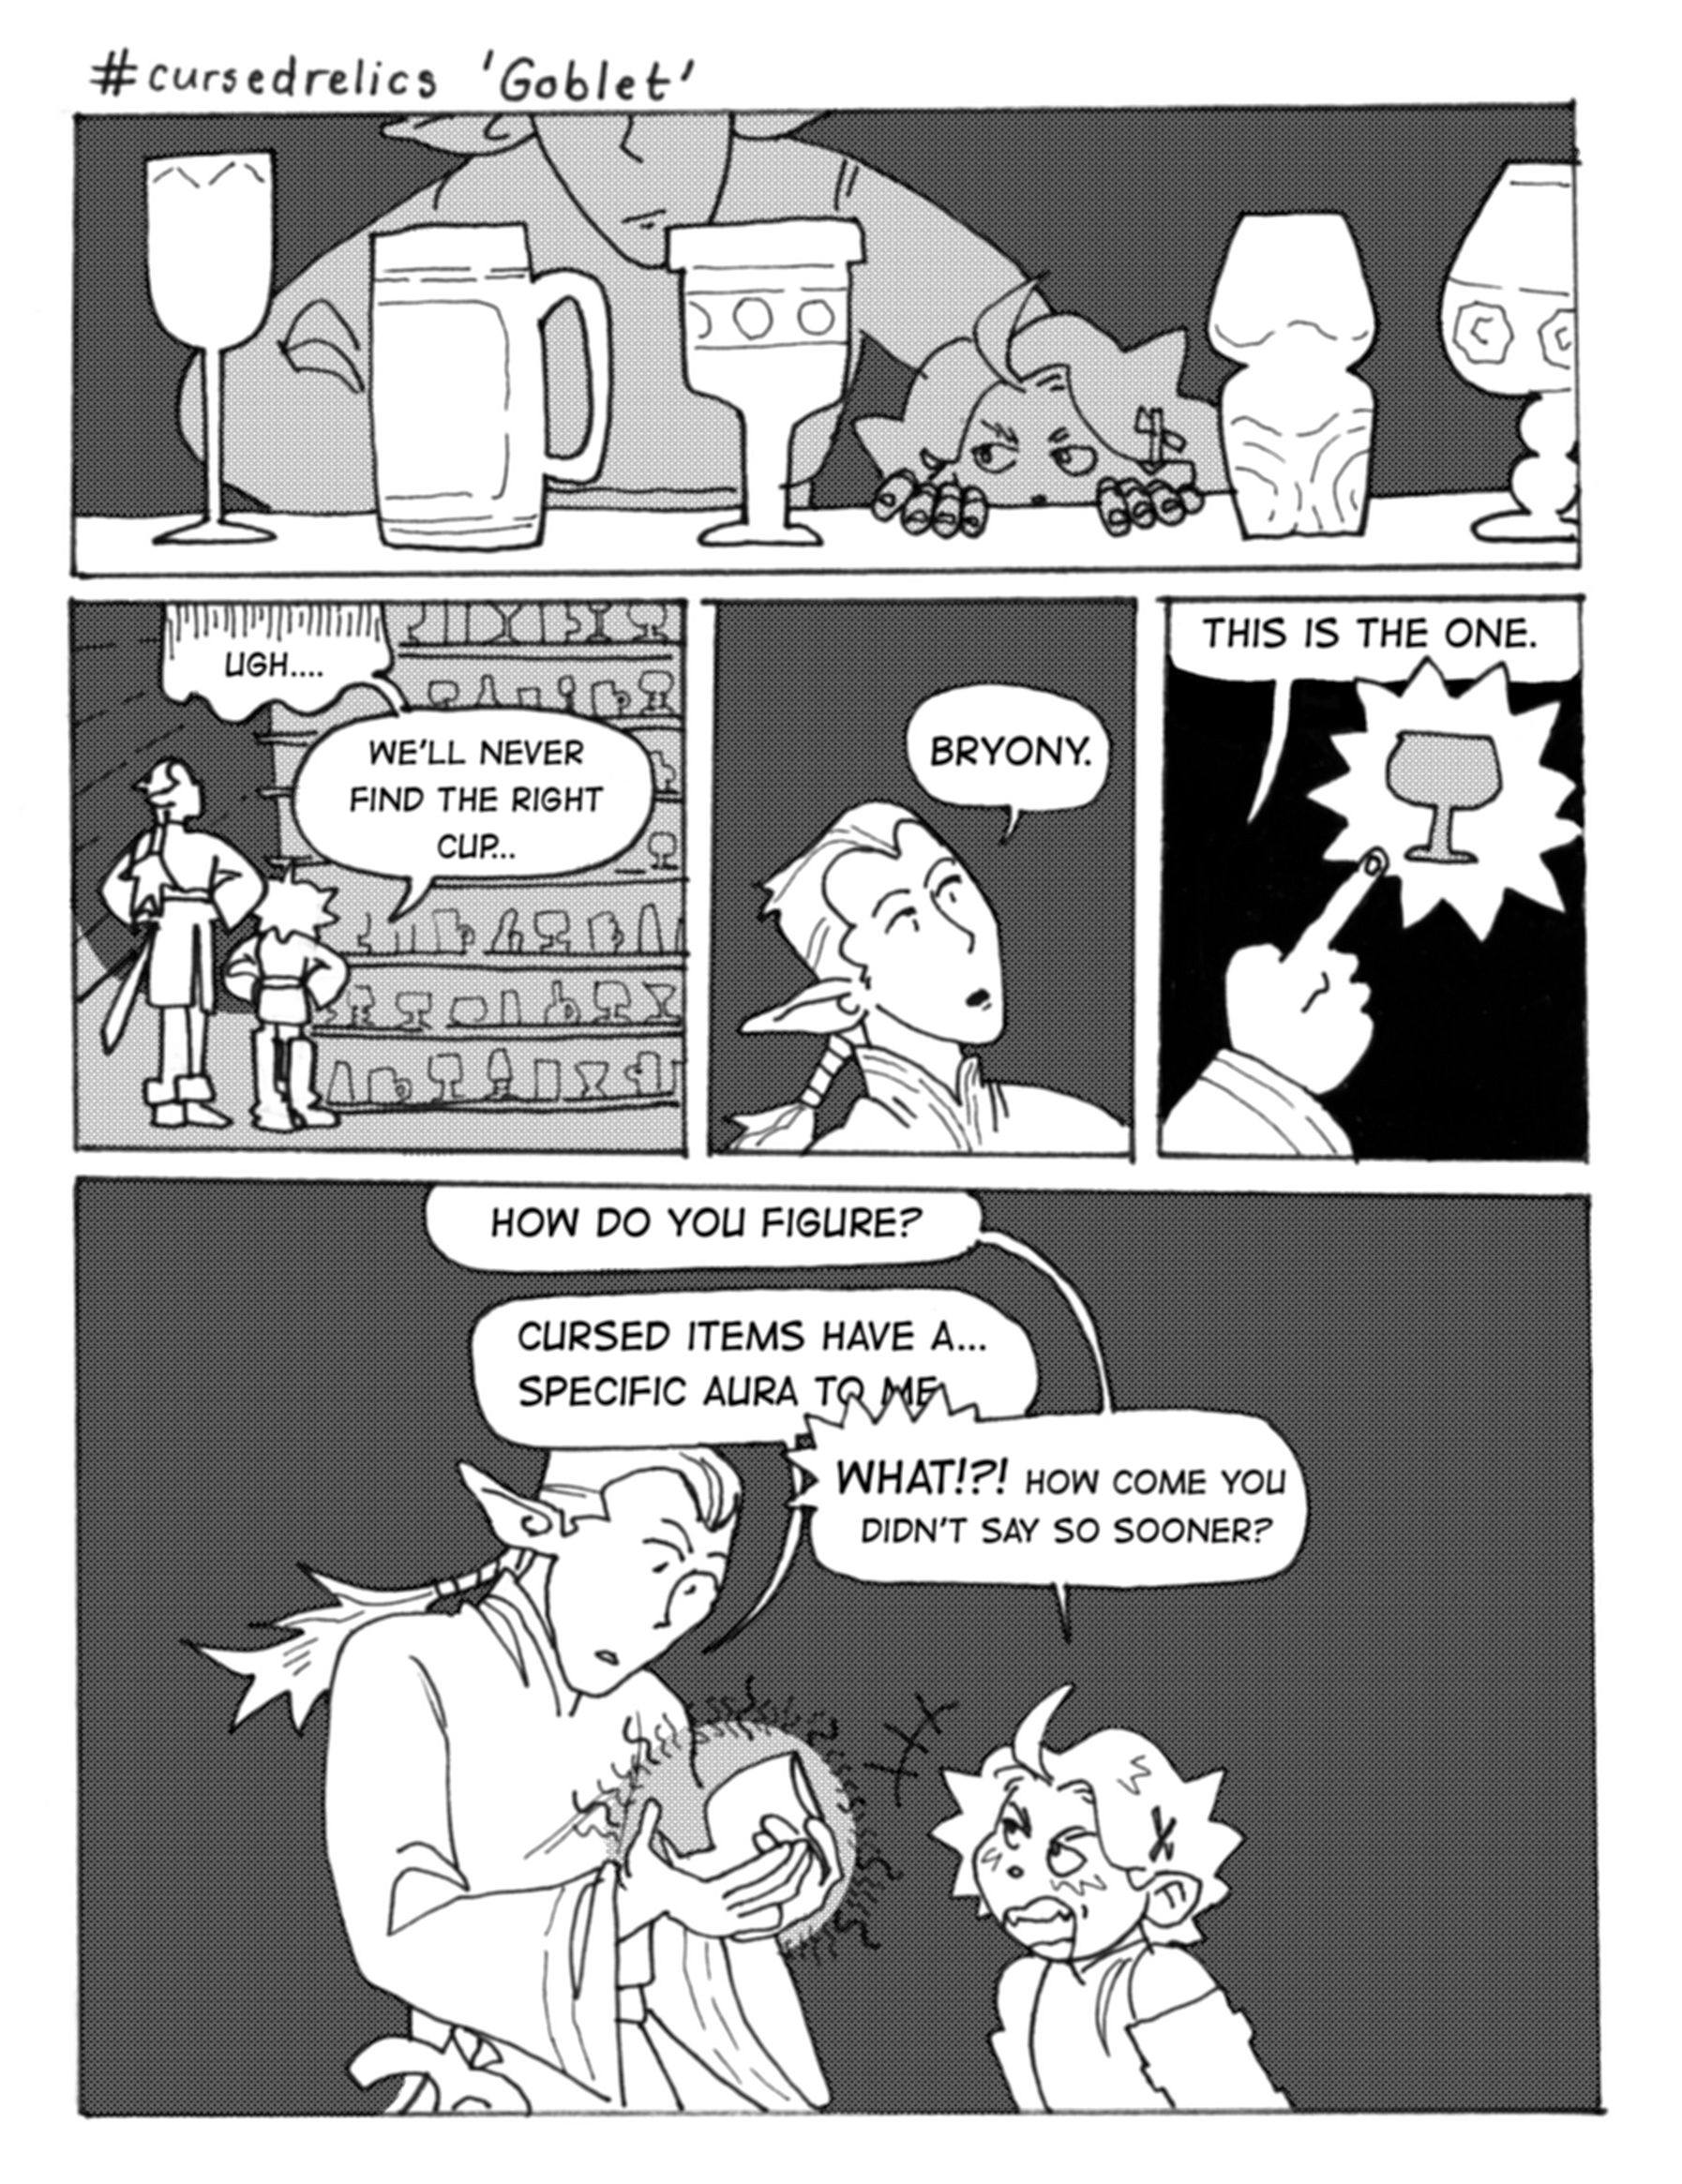 #cursedrelics 'Goblet'
UGH....
WE'LL NEVER
FIND THE RIGHT
CUP...
BRYONY.
THIS IS THE ONE.
HOW DO YOU FIGURE?
CURSED ITEMS HAVE A...
SPECIFIC AURA TO ME
WHAT!?! HOW COME YOU
DIDN'T SAY SO SOONER?